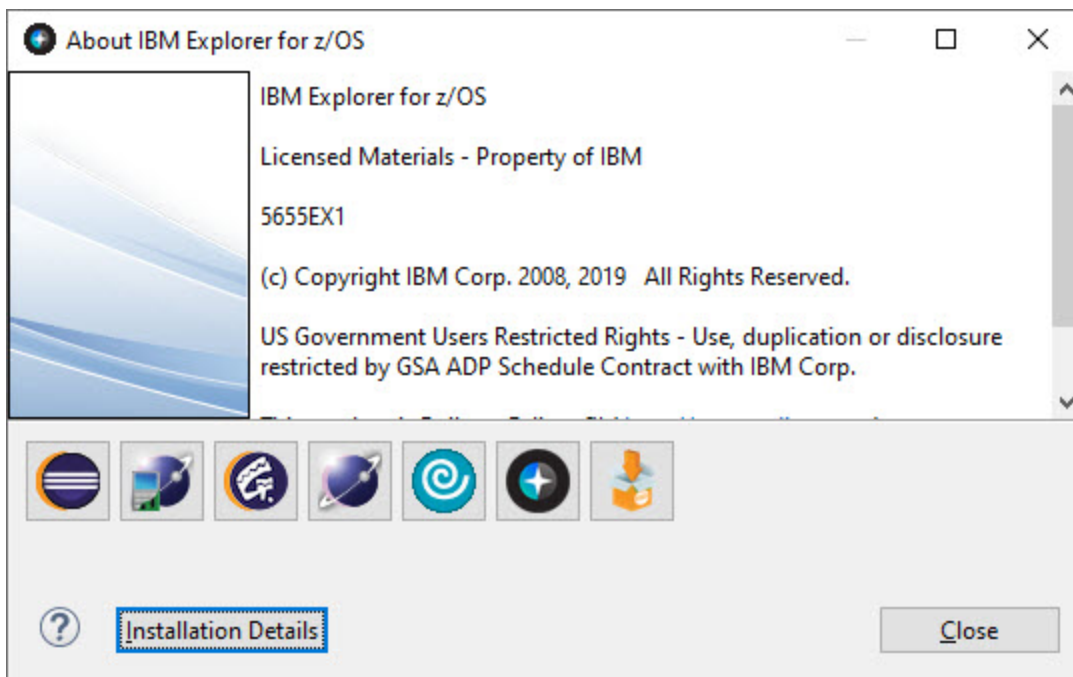 About IBM Explorer for z/OS
IBM Explorer for z/OS
Licensed Materials - Property of IBM
5655EX1
(c) Copyright IBM Corp. 2008, 2019   All Rights Reserved.
US Government Users Restricted Rights - Use, duplication or disclosure
restricted by GSA ADP Schedule Contract with IBM Corp.
Installation Details
Close